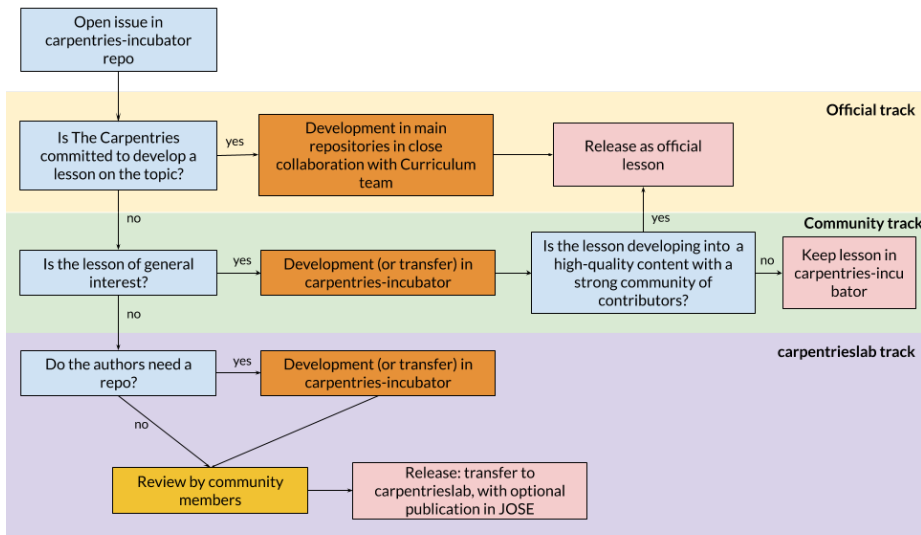 Open issue in
carpentries-incubator
repo
Official track
Is The Carpentries
committed to develop a
lesson on the topic?
yes
Development in main
repositories in close
collaboration with Curriculum
team
Release as official
lesson
no
yes
Community track
Is the lesson of general
interest?
yes
Development (or transfer) in
carpentries-incubator
Is the lesson developing into a
high-quality content with a
strong community of
contributors?
no
Keep lesson in
carpentries-incu
bator
no
carpentrieslab track
Do the authors need a
repo?
yes
Development (or transfer) in
carpentries-incubator
no
Review by community
members
Release: transfer to
carpentrieslab, with optional
publication in JOSE